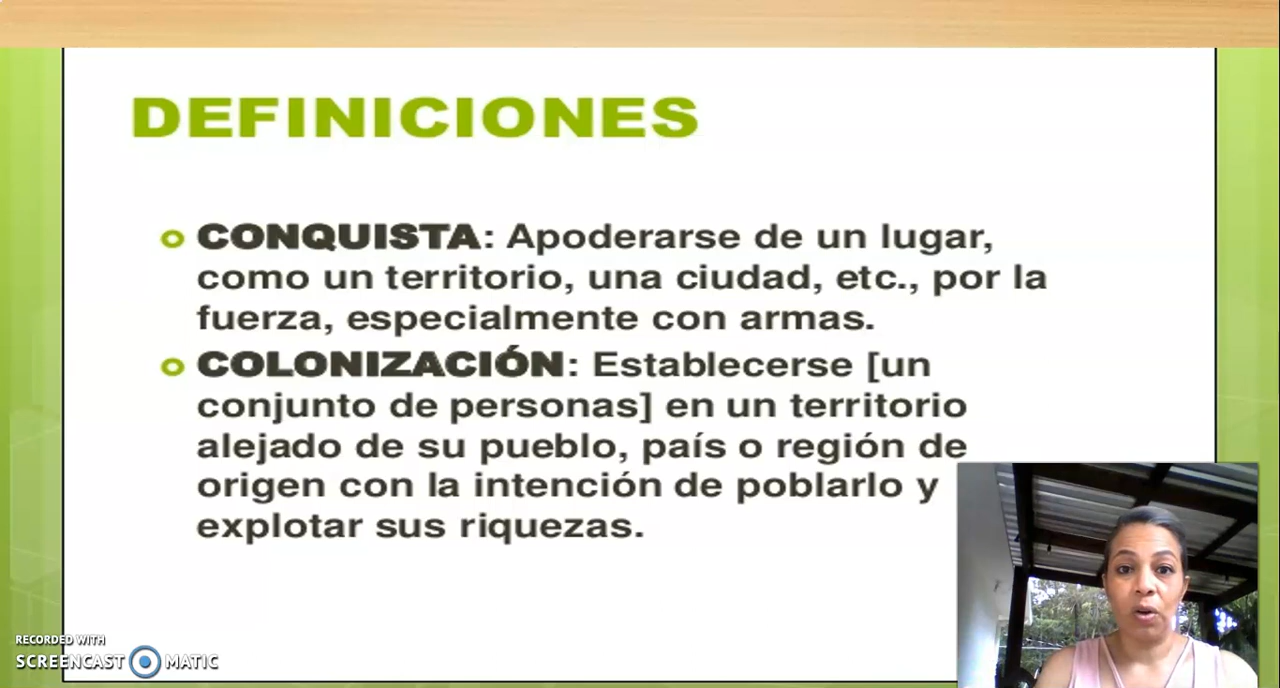 DEFINICIONES
o CONQUISTA: Apoderarse de un lugar,
como un territorio, una ciudad, etc., por la
fuerza, especialmente con armas.
o COLONIZACIÓN: Establecerse [un
conjunto de personas] en un territorio
alejado de su pueblo, país o región de
origen con la intención de poblarlo y
explotar sus riquezas.
RECORDED WITH
SCREENCAST MATIC